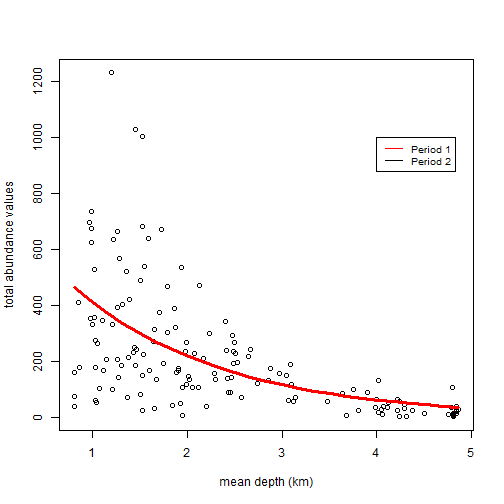 1200
1000
800
600
400
200
0
total abundance values
Period 1
Period 2
1 2 3 4 5
mean depth (km)